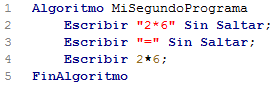 1 Algoritmo MiSegundoPrograma
2 Escribir "2*6" Sin Saltar;
3 Escribir "=" Sin Saltar;
4 Escribir 2*6;
5 FinAlgoritmo